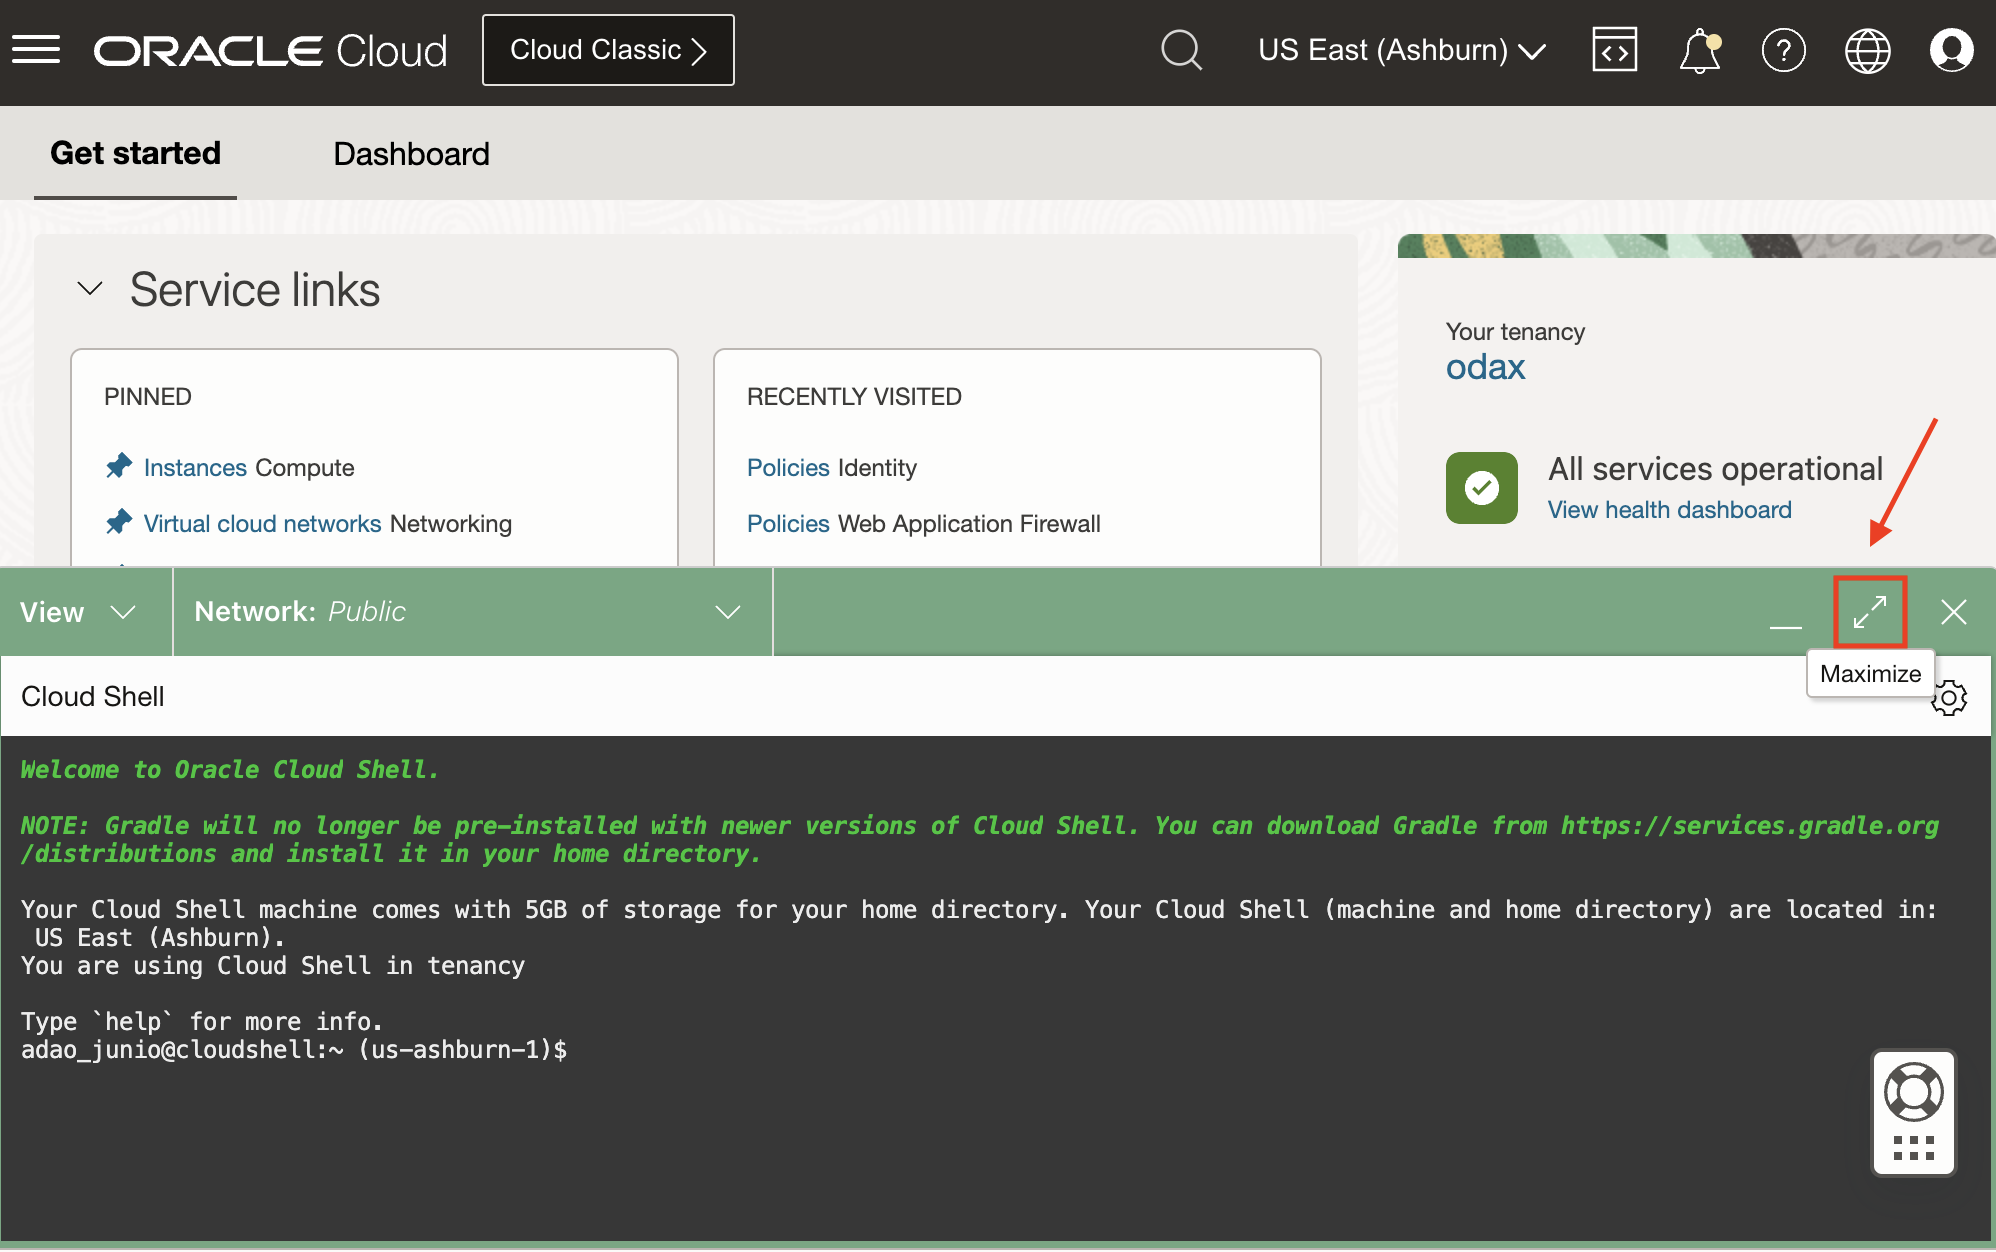 ORACLE Cloud
Cloud Classic
US East (Ashburn)
Get started
Dashboard
Service links
PINNED
Instances Compute
Virtual cloud networks Networking
RECENTLY VISITED
Policies Identity
Policies Web Application Firewall
Your tenancy
odax
All services operational
View health dashboard
View
Network: Public
Maximize
Cloud Shell
Welcome to Oracle Cloud Shell.
NOTE: Gradle will no longer be pre-installed with newer versions of Cloud Shell. You can download Gradle from https://services.gradle.org
/distributions and install it in your home directory.
Your Cloud Shell machine comes with 5GB of storage for your home directory. Your Cloud Shell (machine and home directory) are located in:
US East (Ashburn).
You are using Cloud Shell in tenancy
Type `help` for more info.
adao_junio@cloudshell:~ (us-ashburn-1)$